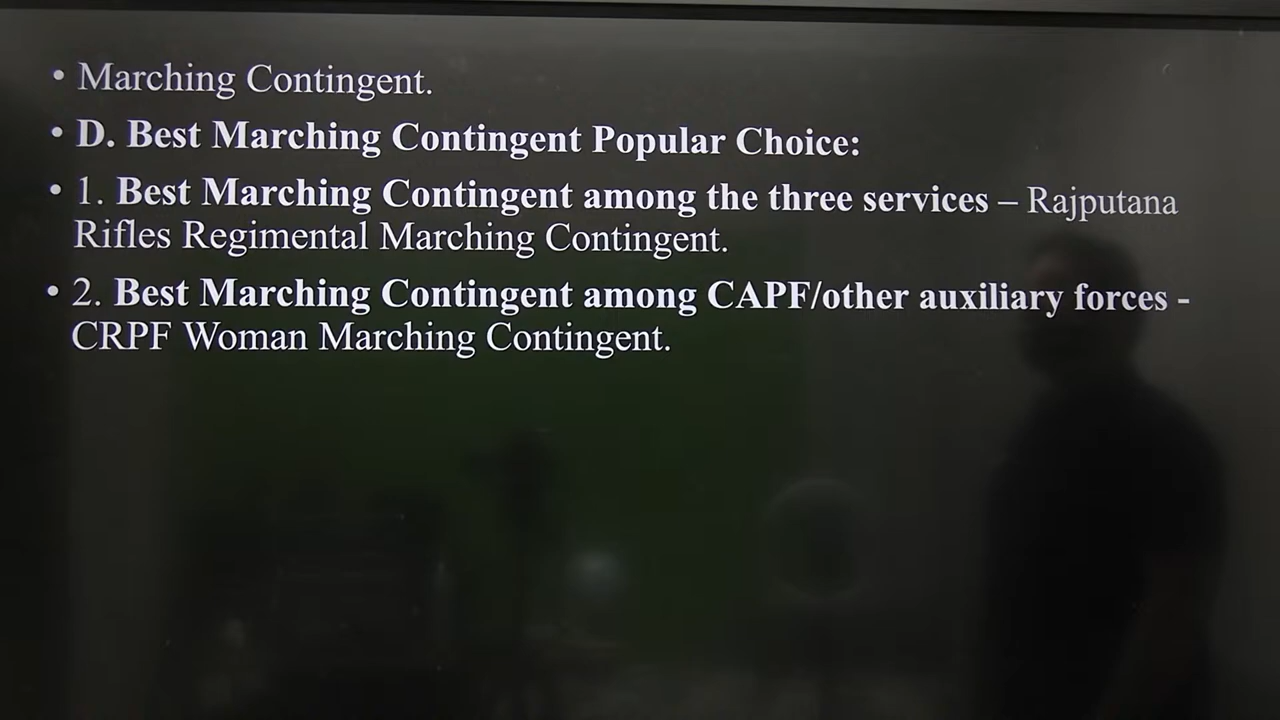 • Marching Contingent.
• D. Best Marching Contingent Popular Choice:
• 1. Best Marching Contingent among the three services – Rajputana
Rifles Regimental Marching Contingent.
• 2. Best Marching Contingent among CAPF/other auxiliary forces -
CRPF Woman Marching Contingent.